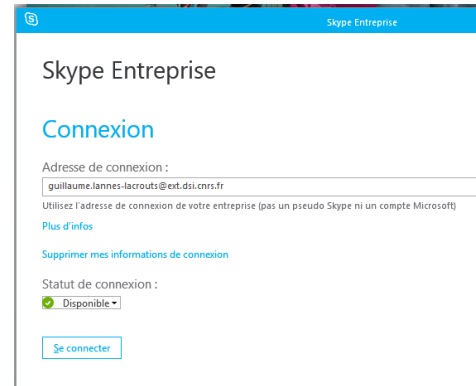 Skype Entreprise
Skype Entreprise
Connexion
Adresse de connexion :
guillaume.lannes-lacrouts@ext.dsi.cnrs.fr
Utilisez l'adresse de connexion de votre entreprise (pas un pseudo Skype ni un compte Microsoft)
Plus d'infos
Supprimer mes informations de connexion
Statut de connexion :
Disponible
Se connecter